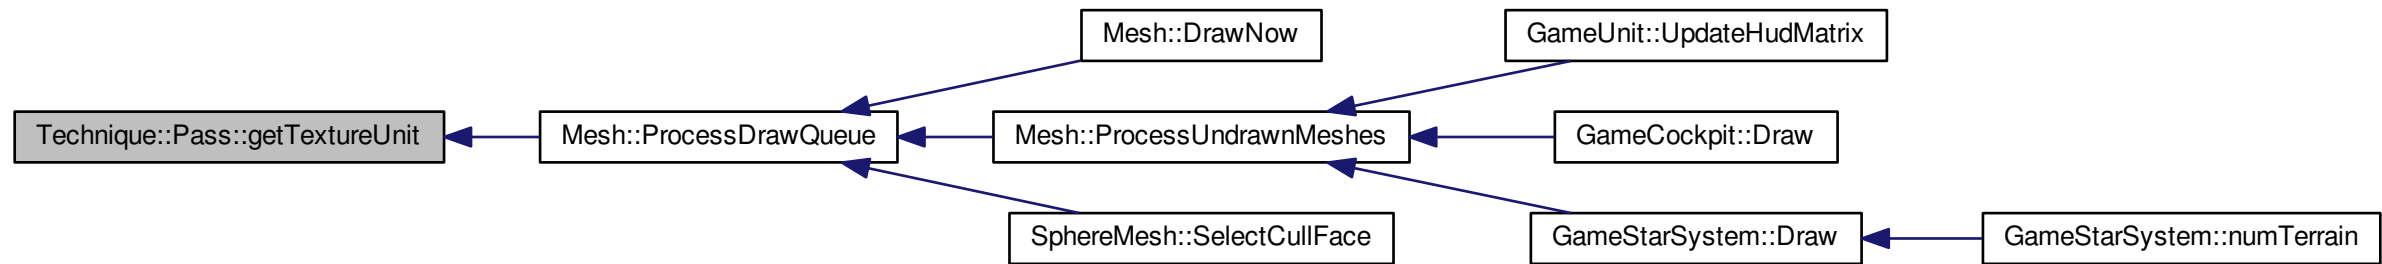 Mesh::DrawNow
GameUnit::UpdateHudMatrix
Technique::Pass::getTextureUnit
Mesh::ProcessDrawQueue
Mesh::ProcessUndrawnMeshes
GameCockpit::Draw
SphereMesh::SelectCullFace
GameStarSystem::Draw
GameStarSystem::numTerrain